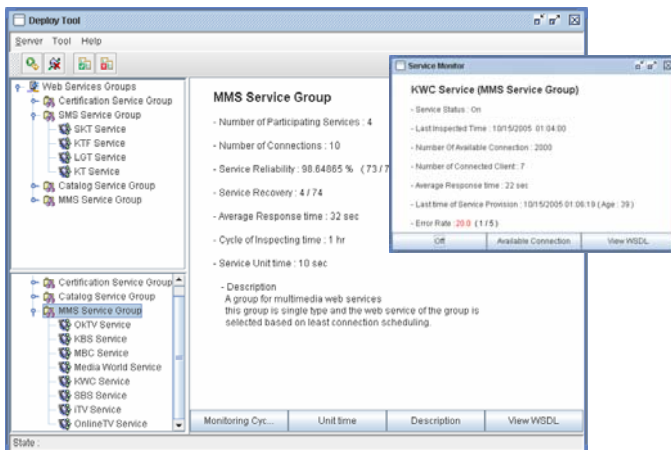 Deploy Tool
Server Tool Help
Web Services Groups
Certification Service Group
SMS Service Group
SKT Service
KTF Service
LGT Service
KT Service
Catalog Service Group
MMS Service Group
Certification Service Group
Catalog Service Group
MMS Service Group
OkTV Service
KBS Service
MBC Service
Media World Service
KWC Service
SBS Service
iTV Service
OnlineTV Service
MMS Service Group
- Number of Participating Services : 4
- Number of Connections : 10
- Service Reliability : 98.64865 % (73 / 7
- Service Recovery : 4 / 74
- Average Response time : 32 sec
- Cycle of Inspecting time : 1 hr
- Service Unit time : 10 sec
- Description
A group for multimedia web services
this group is single type and the web service of the group is
selected based on least connection scheduling.
Monitoring Cyc... Unit time Description View WSDL
State :
Service Monitor
KWC Service (MMS Service Group)
- Service Status : On
- Last Inspected Time : 10/15/2005 01:04:00
- Number Of Available Connection : 2000
- Number of Connected Client : 7
- Average Response time : 22 sec
- Last time of Service Provision : 10/15/2005 01:06:19 ( Age : 39 )
- Error Rate : 20.0 ( 1 / 5 )
Off Available Connection View WSDL